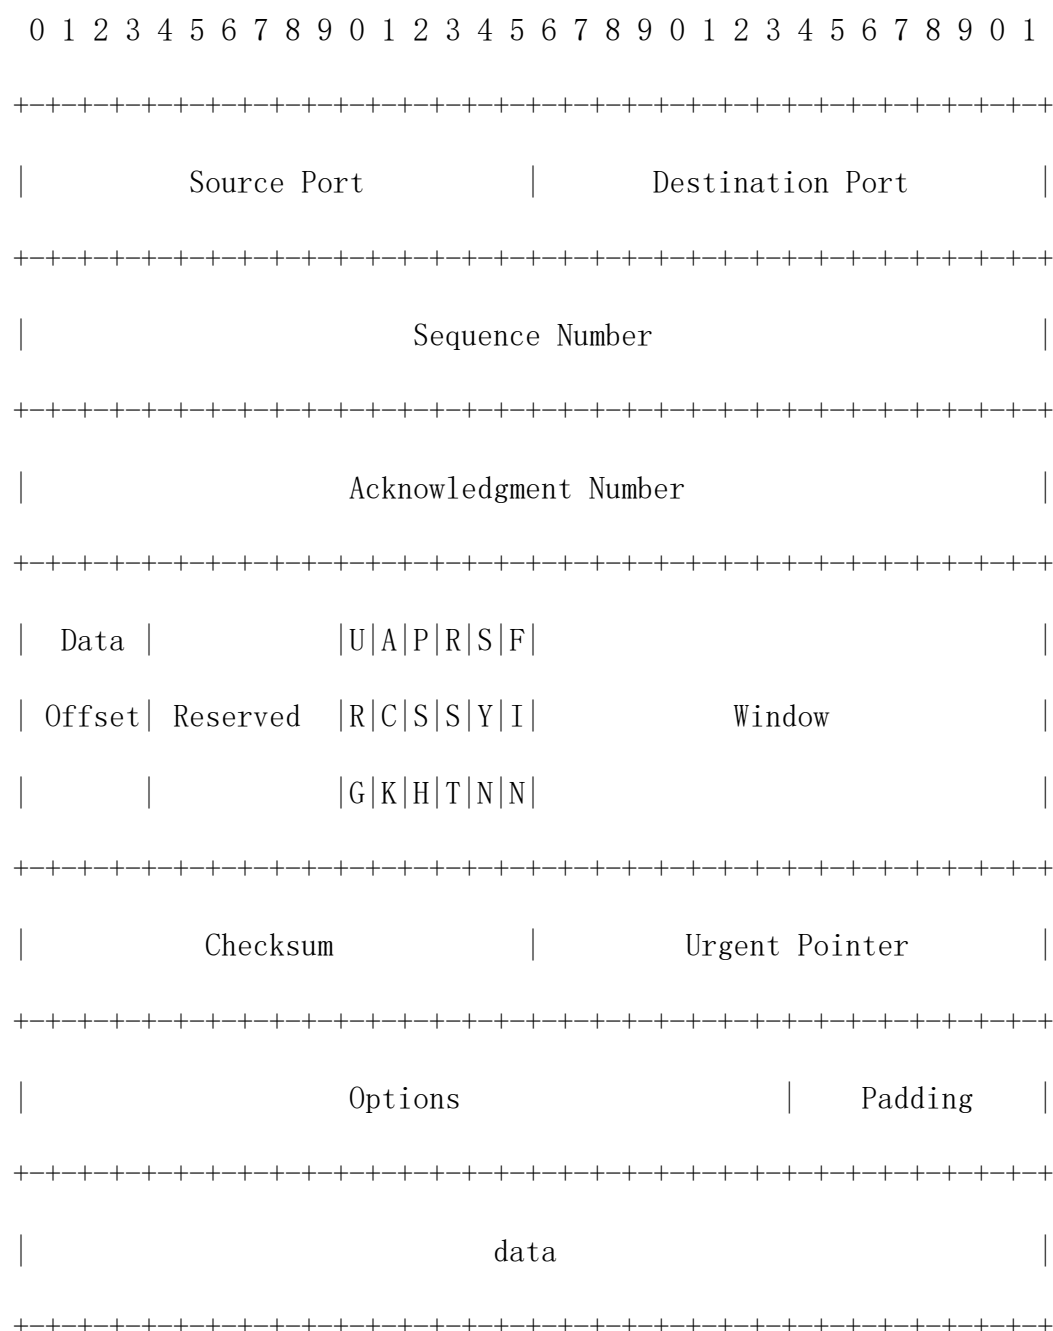 0 1 2 3 4 5 6 7 8 9 0 1 2 3 4 5 6 7 8 9 0 1 2 3 4 5 6 7 8 9 0 1
+-+-+-+-+-+-+-+-+-+-+-+-+-+-+-+-+-+-+-+-+-+-+-+-+-+-+-+-+-+-+-+-+
|          Source Port          |       Destination Port        |
+-+-+-+-+-+-+-+-+-+-+-+-+-+-+-+-+-+-+-+-+-+-+-+-+-+-+-+-+-+-+-+-+
|                        Sequence Number                        |
+-+-+-+-+-+-+-+-+-+-+-+-+-+-+-+-+-+-+-+-+-+-+-+-+-+-+-+-+-+-+-+-+
|                    Acknowledgment Number                      |
+-+-+-+-+-+-+-+-+-+-+-+-+-+-+-+-+-+-+-+-+-+-+-+-+-+-+-+-+-+-+-+-+
|  Data |           |U|A|P|R|S|F|                               |
| Offset| Reserved  |R|C|S|S|Y|I|            Window             |
|       |           |G|K|H|T|N|N|                               |
+-+-+-+-+-+-+-+-+-+-+-+-+-+-+-+-+-+-+-+-+-+-+-+-+-+-+-+-+-+-+-+-+
|           Checksum            |         Urgent Pointer        |
+-+-+-+-+-+-+-+-+-+-+-+-+-+-+-+-+-+-+-+-+-+-+-+-+-+-+-+-+-+-+-+-+
|                    Options                    |    Padding    |
+-+-+-+-+-+-+-+-+-+-+-+-+-+-+-+-+-+-+-+-+-+-+-+-+-+-+-+-+-+-+-+-+
|                             data                              |
+-+-+-+-+-+-+-+-+-+-+-+-+-+-+-+-+-+-+-+-+-+-+-+-+-+-+-+-+-+-+-+-+